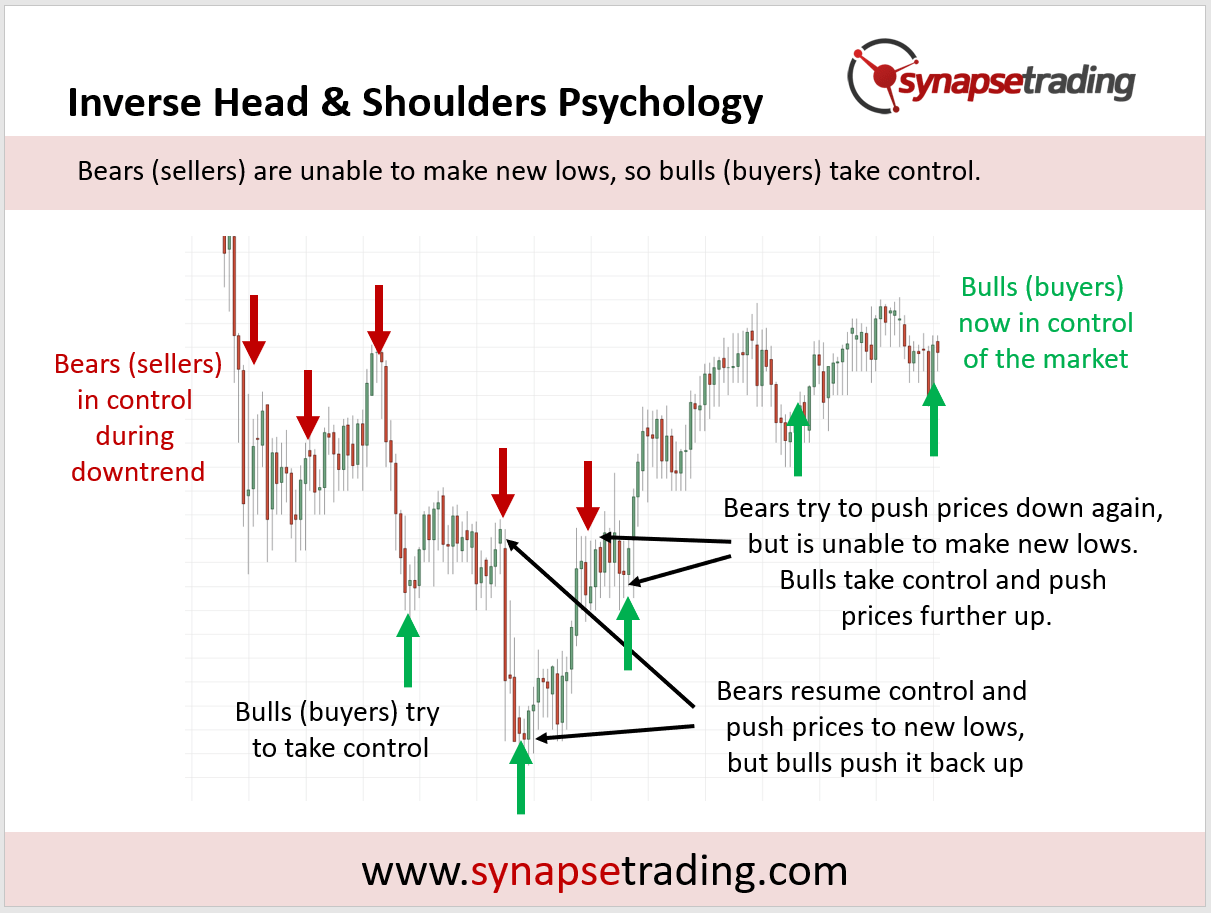 synapsetrading
Inverse Head & Shoulders Psychology
Bears (sellers) are unable to make new lows, so bulls (buyers) take control.
Bears (sellers)
in control
during
downtrend
Bulls (buyers)
now in control
of the market
Bears try to push prices down again,
but is unable to make new lows.
Bulls take control and push
prices further up.
Bulls (buyers) try
to take control
Bears resume control and
push prices to new lows,
but bulls push it back up
www.synapsetrading.com